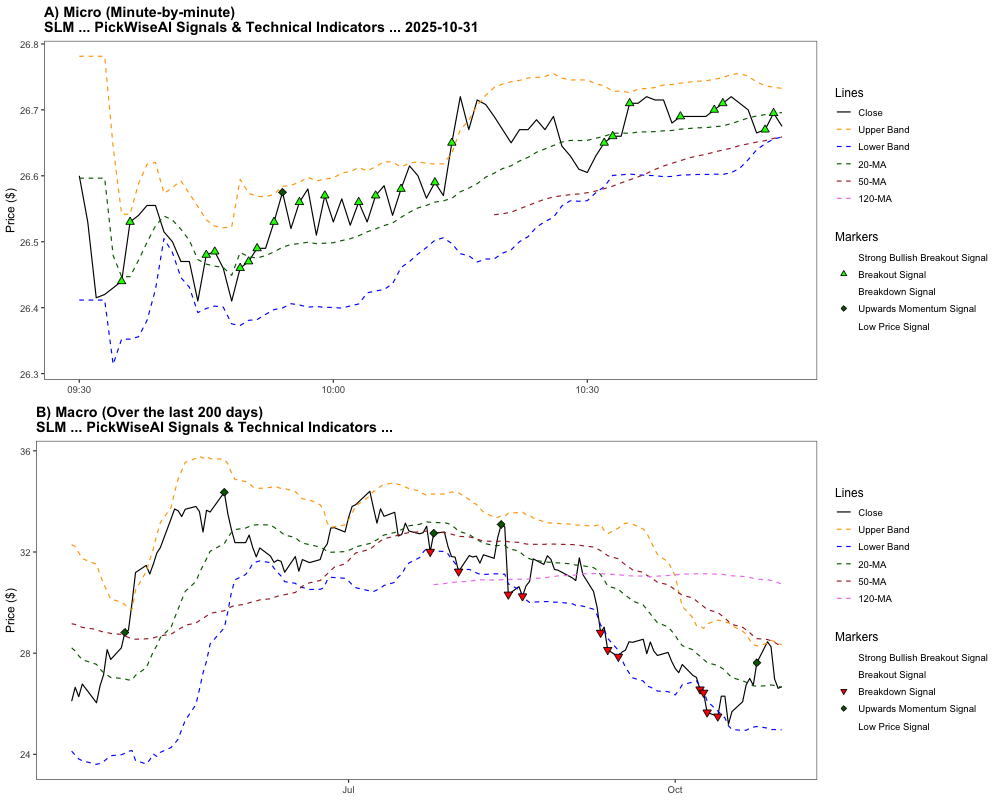 A) Micro (Minute-by-minute)
SLM ... PickWiseAI Signals & Technical Indicators ... 2025-10-31
26.8
26.7
26.6
26.5
26.4
26.3
Price ($)
09:30
10:00
10:30
Lines
Close
Upper Band
Lower Band
20-MA
50-MA
120-MA
Markers
Strong Bullish Breakout Signal
Breakout Signal
Breakdown Signal
Upwards Momentum Signal
Low Price Signal
B) Macro (Over the last 200 days)
SLM ... PickWiseAI Signals & Technical Indicators ...
36
32
28
24
Price ($)
Jul
Oct
Lines
Close
Upper Band
Lower Band
20-MA
50-MA
120-MA
Markers
Strong Bullish Breakout Signal
Breakout Signal
Breakdown Signal
Upwards Momentum Signal
Low Price Signal